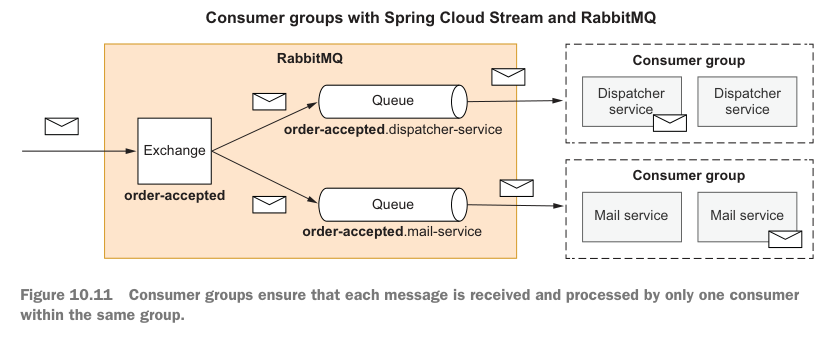 Consumer groups with Spring Cloud Stream and RabbitMQ
RabbitMQ
Exchange
order-accepted
Queue
order-accepted.dispatcher-service
Queue
order-accepted.mail-service
Consumer group
Dispatcher
service
Dispatcher
service
Consumer group
Mail service
Mail service
Figure 10.11 Consumer groups ensure that each message is received and processed by only one consumer
within the same group.